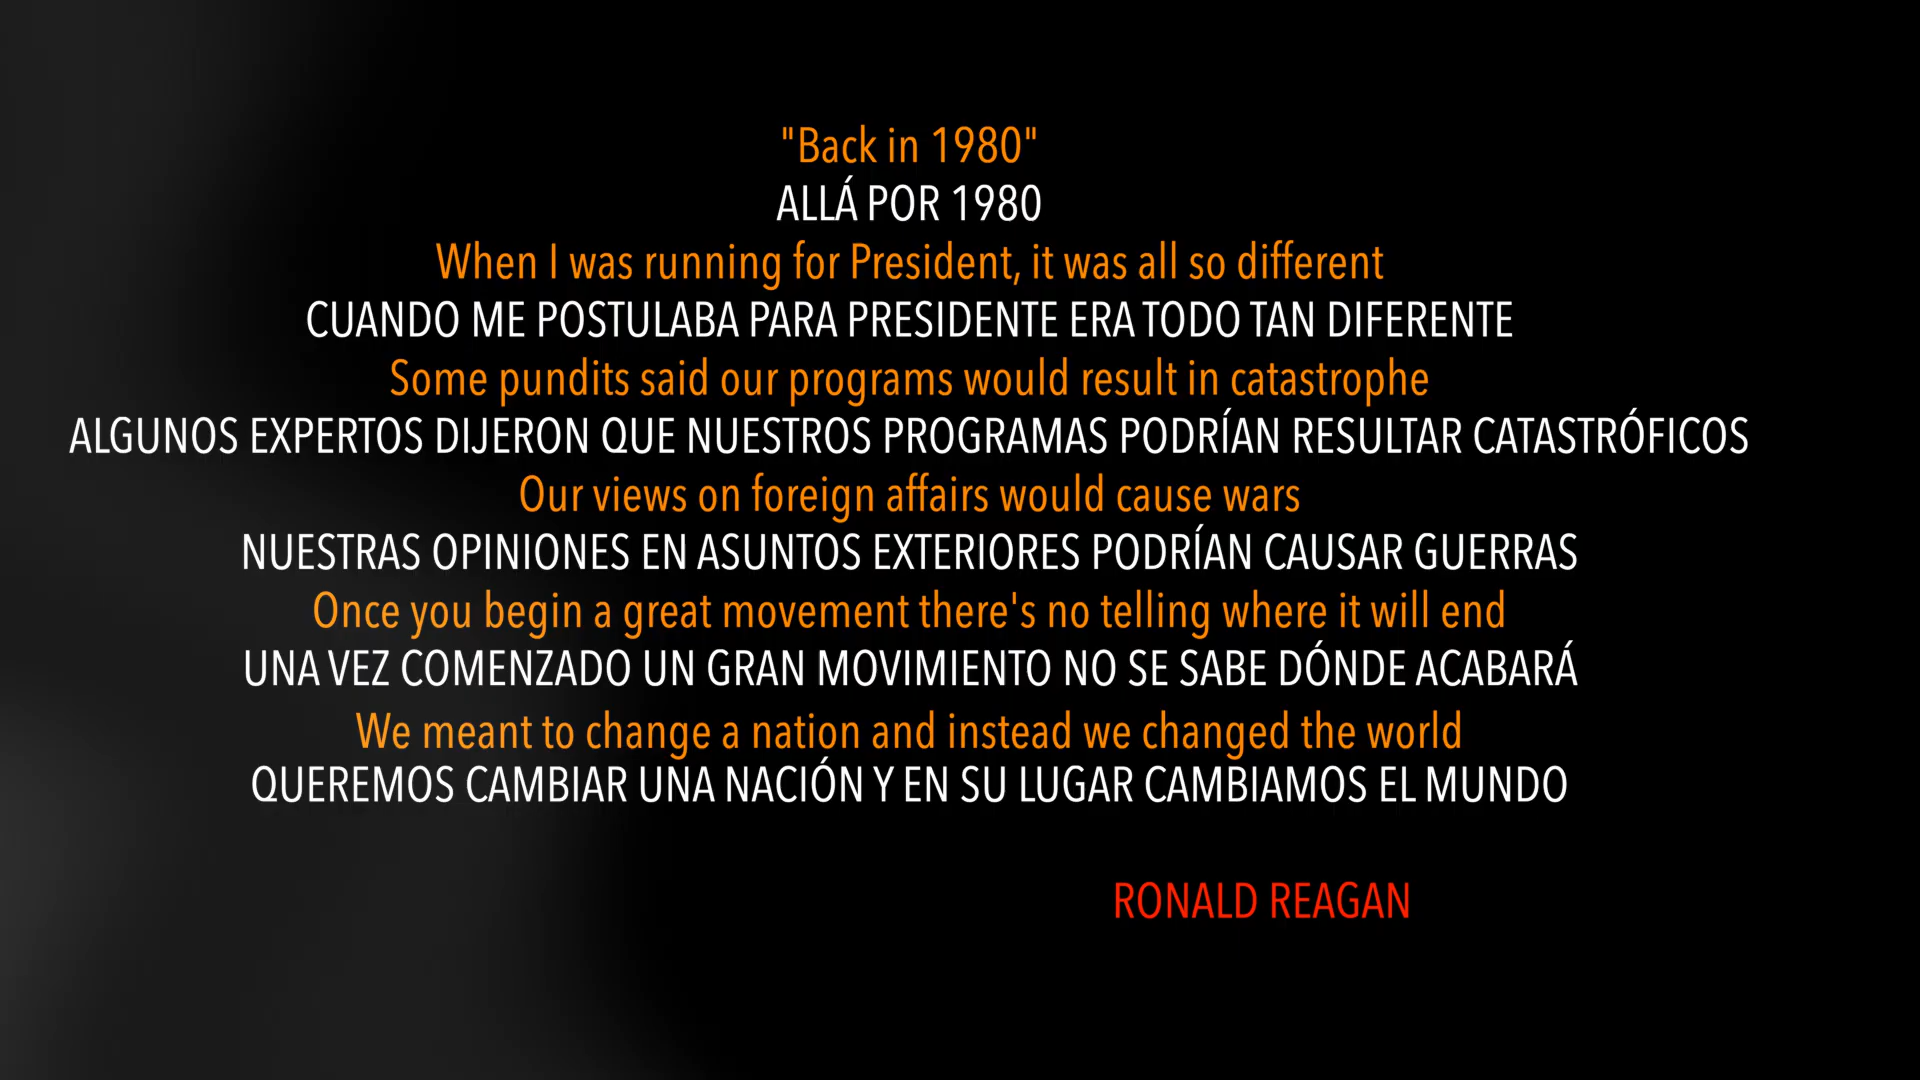 "Back in 1980"
ALLÁ POR 1980
When I was running for President, it was all so different
CUANDO ME POSTULABA PARA PRESIDENTE ERA TODO TAN DIFERENTE
Some pundits said our programs would result in catastrophe
ALGUNOS EXPERTOS DIJERON QUE NUESTROS PROGRAMAS PODRÍAN RESULTAR CATASTRÓFICOS
Our views on foreign affairs would cause wars
NUESTRAS OPINIONES EN ASUNTOS EXTERIORES PODRÍAN CAUSAR GUERRAS
Once you begin a great movement there's no telling where it will end
UNA VEZ COMENZADO UN GRAN MOVIMIENTO NO SE SABE DÓNDE ACABARÁ
We meant to change a nation and instead we changed the world
QUEREMOS CAMBIAR UNA NACIÓN Y EN SU LUGAR CAMBIAMOS EL MUNDO
RONALD REAGAN